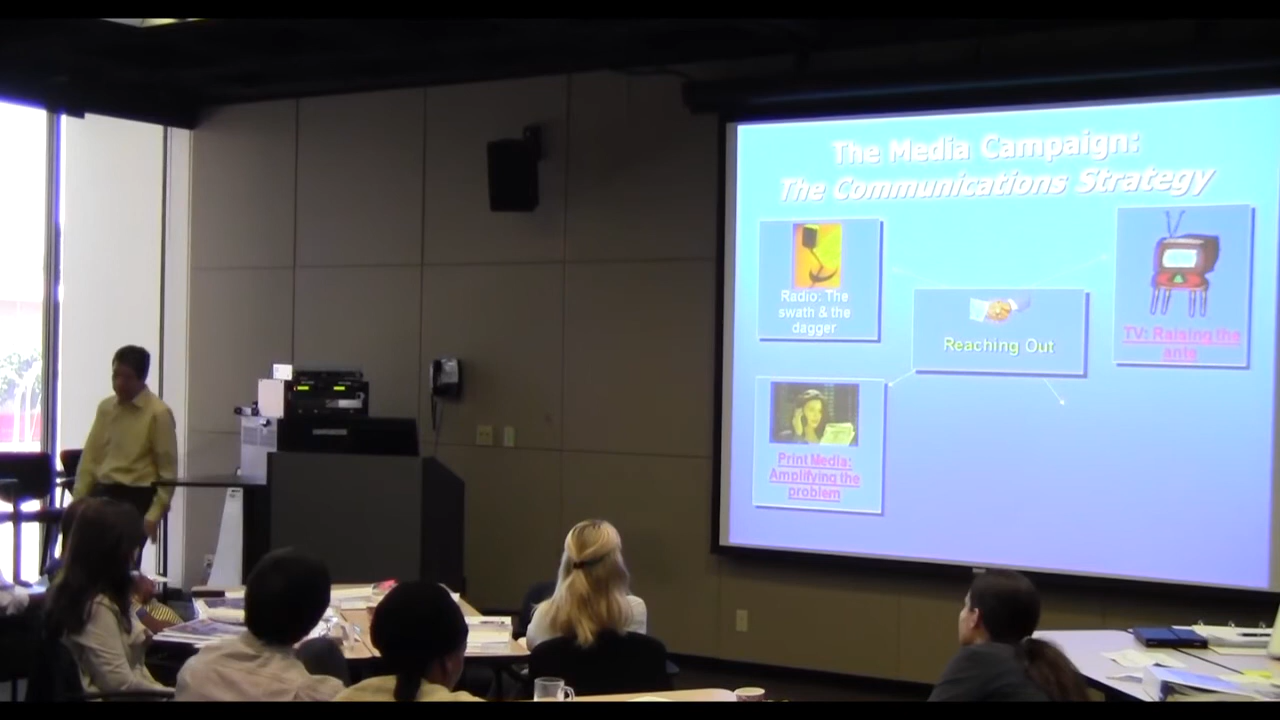 The Media Campaign:
The Communications Strategy
Radio: The
swath & the
dagger
Reaching Out
TV: Raising the
ante
Print Media:
Amplifying the
problem